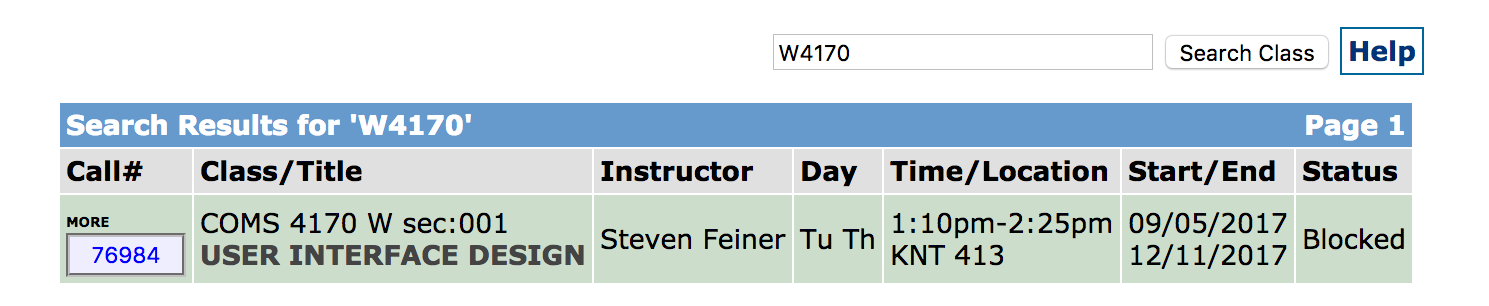 W4170 Search Class Help
Search Results for 'W4170' Page 1
Call# Class/Title Instructor Day Time/Location Start/End Status
MORE
76984
COMS 4170 W sec:001
USER INTERFACE DESIGN
Steven Feiner
Tu Th
1:10pm-2:25pm
KNT 413
09/05/2017
12/11/2017
Blocked